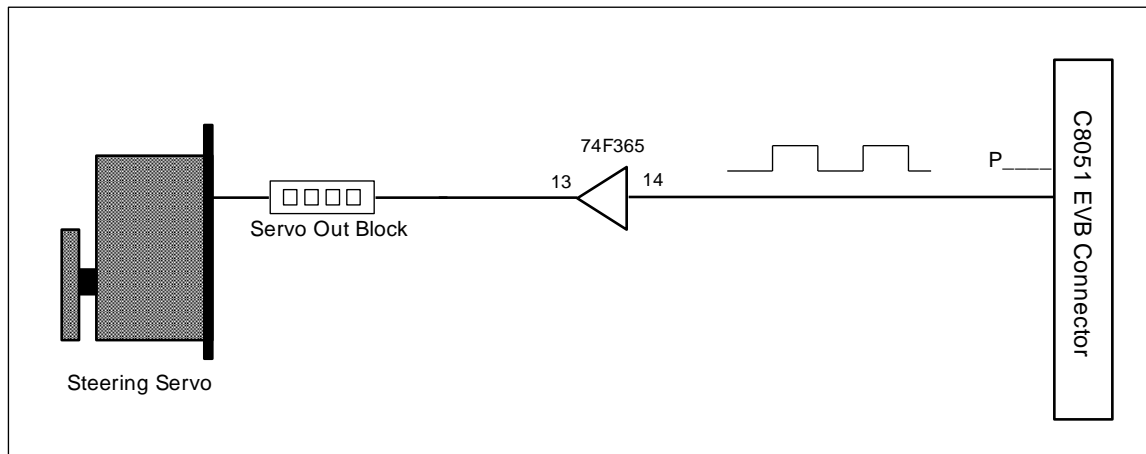 74F365
13
14
P____
Servo Out Block
Steering Servo
C8051 EVB Connector